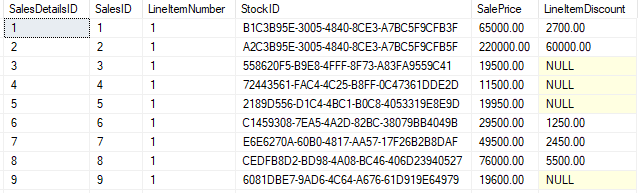 SalesDetailsID SalesID LineItemNumber StockID SalePrice LineItemDiscount
1 1 1 B1C3B95E-3005-4840-8CE3-A7BC5F9CFB3F 65000.00 2700.00
2 2 1 A2C3B95E-3005-4840-8CE3-A7BC5F9CFB5F 220000.00 60000.00
3 3 1 558620F5-B9E8-4FFF-8F73-A83FA9559C41 19500.00 NULL
4 4 1 72443561-FAC4-4C25-B8FF-0C47361DDE2D 11500.00 NULL
5 5 1 2189D556-D1C4-4BC1-B0C8-4053319E8E9D 19950.00 NULL
6 6 1 C1459308-7EA5-4A2D-82BC-38079BB4049B 29500.00 1250.00
7 7 1 E6E6270A-60B0-4817-AA57-17F26B2B8DAF 49500.00 2450.00
8 8 1 CEDFB8D2-BD98-4A08-BC46-406D23940527 76000.00 5500.00
9 9 1 6081DBE7-9AD6-4C64-A676-61D919E64979 19600.00 NULL